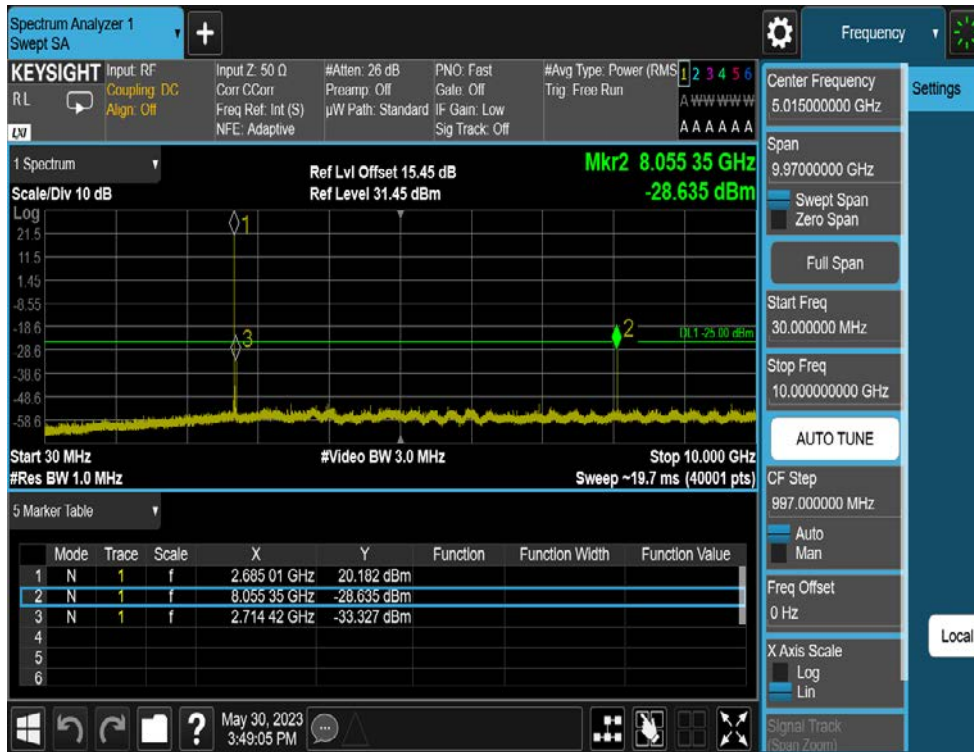 Spectrum Analyzer 1
Swept SA
+
Frequency
KEYSIGHT
RL
LXI
Input: RF
Coupling: DC
Align: Off
Input Z: 50 Ω
Corr CCorr
Freq Ref: Int (S)
NFE: Adaptive
#Atten: 26 dB
Preamp: Off
µW Path: Standard
PNO: Fast
Gate: Off
IF Gain: Low
Sig Track: Off
#Avg Type: Power (RMS
Trig: Free Run
1 2 3 4 5 6
A W W W W W
A A A A A A
1 Spectrum
Scale/Div 10 dB
Ref Lvl Offset 15.45 dB
Ref Level 31.45 dBm
Mkr2 8.055 35 GHz
-28.635 dBm
Log
21.5
11.5
1.45
-8.55
-18.6
-28.6
-38.6
-48.6
-58.6
1
2
3
DL1 -25.00 dBm
Start 30 MHz
#Video BW 3.0 MHz
Stop 10.000 GHz
#Res BW 1.0 MHz
Sweep ~19.7 ms (40001 pts)
5 Marker Table
Mode Trace Scale X Y Function Function Width Function Value
1 N 1 f 2.685 01 GHz 20.182 dBm
2 N 1 f 8.055 35 GHz -28.635 dBm
3 N 1 f 2.714 42 GHz -33.327 dBm
4
5
6
Center Frequency
5.015000000 GHz
Span
9.97000000 GHz
Swept Span
Zero Span
Full Span
Start Freq
30.000000 MHz
Stop Freq
10.000000000 GHz
AUTO TUNE
CF Step
997.000000 MHz
Auto
Man
Freq Offset
0 Hz
X Axis Scale
Log
Lin
Signal Track
(Span Zoom)
Settings
Local
?
May 30, 2023
3:49:05 PM